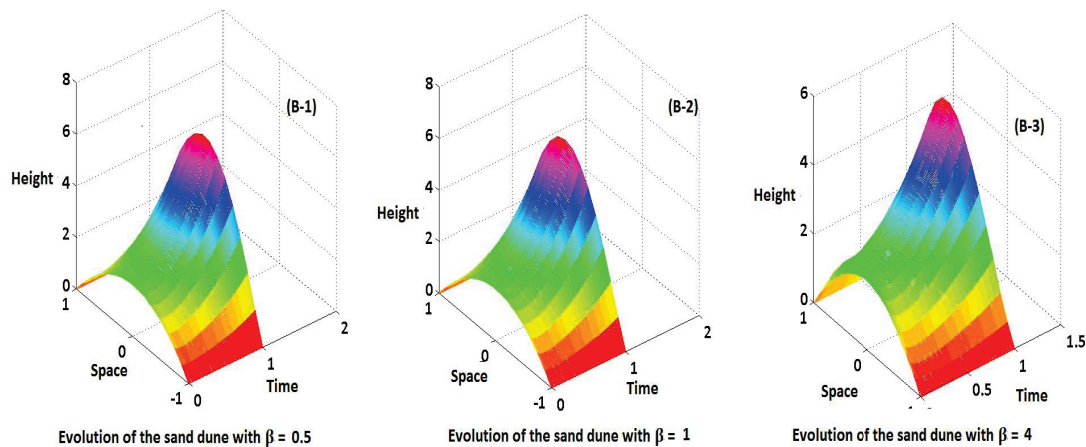 8
6
4
2
0
Height
1
0
-1
Space
0
1
2
Time
(B-1)
Evolution of the sand dune with β = 0.5
8
6
4
2
0
Height
1
0
-1
Space
0
1
2
Time
(B-2)
Evolution of the sand dune with β = 1
6
4
2
0
Height
1
0
Space
0.5
1
1.5
Time
(B-3)
Evolution of the sand dune with β = 4